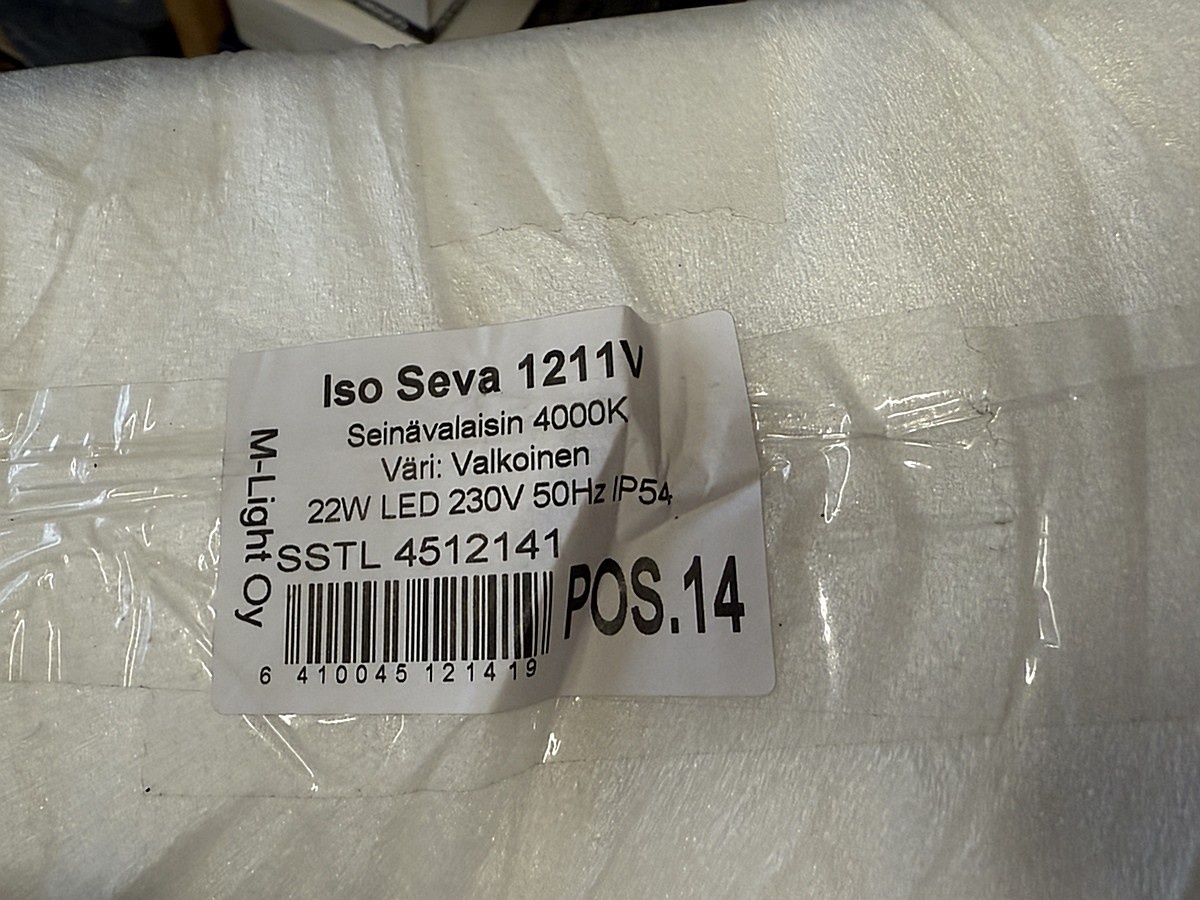 Iso Seva 1211V
Seinävalaisin 4000K
Väri: Valkoinen
22W LED 230V 50Hz IP54
SSTL 4512141
POS.14
6 410045 121419
M-Light Oy